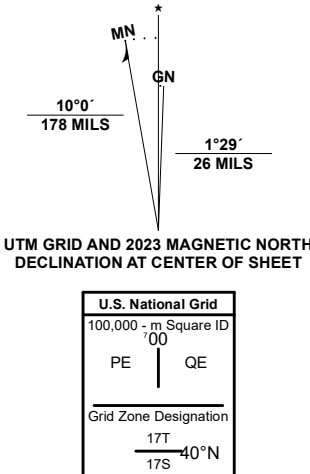 ★
MN
GN
10°0´
178 MILS
1°29´
26 MILS
UTM GRID AND 2023 MAGNETIC NORTH
DECLINATION AT CENTER OF SHEET
U.S. National Grid
100,000 - m Square ID
⁷00
PE QE
Grid Zone Designation
17T
40°N
17S